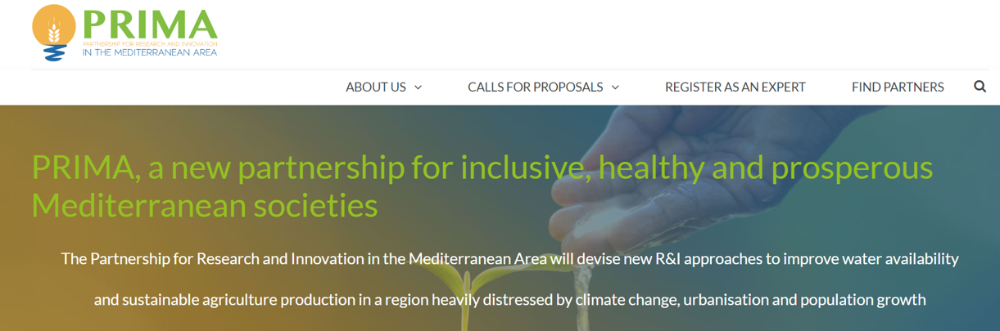 PRIMA
PARTNERSHIP FOR RESEARCH AND INNOVATION
IN THE MEDITERRANEAN AREA
ABOUT US
CALLS FOR PROPOSALS
REGISTER AS AN EXPERT
FIND PARTNERS
PRIMA, a new partnership for inclusive, healthy and prosperous
Mediterranean societies
The Partnership for Research and Innovation in the Mediterranean Area will devise new R&I approaches to improve water availability
and sustainable agriculture production in a region heavily distressed by climate change, urbanisation and population growth